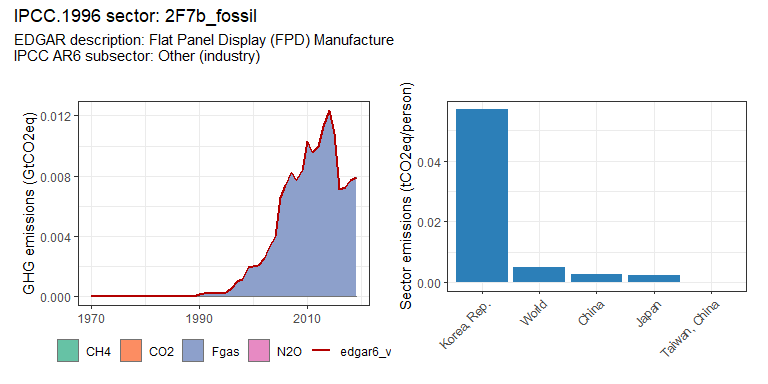 IPCC.1996 sector: 2F7b_fossil
EDGAR description: Flat Panel Display (FPD) Manufacture
IPCC AR6 subsector: Other (industry)
GHG emissions (GtCO2eq)
0.012
0.008
0.004
0.000
1970
1990
2010
CH4
CO2
Fgas
N2O
edgar6_v
Sector emissions (tCO2eq/person)
0.04
0.02
0.00
Korea, Rep.
World
China
Japan
Taiwan, China